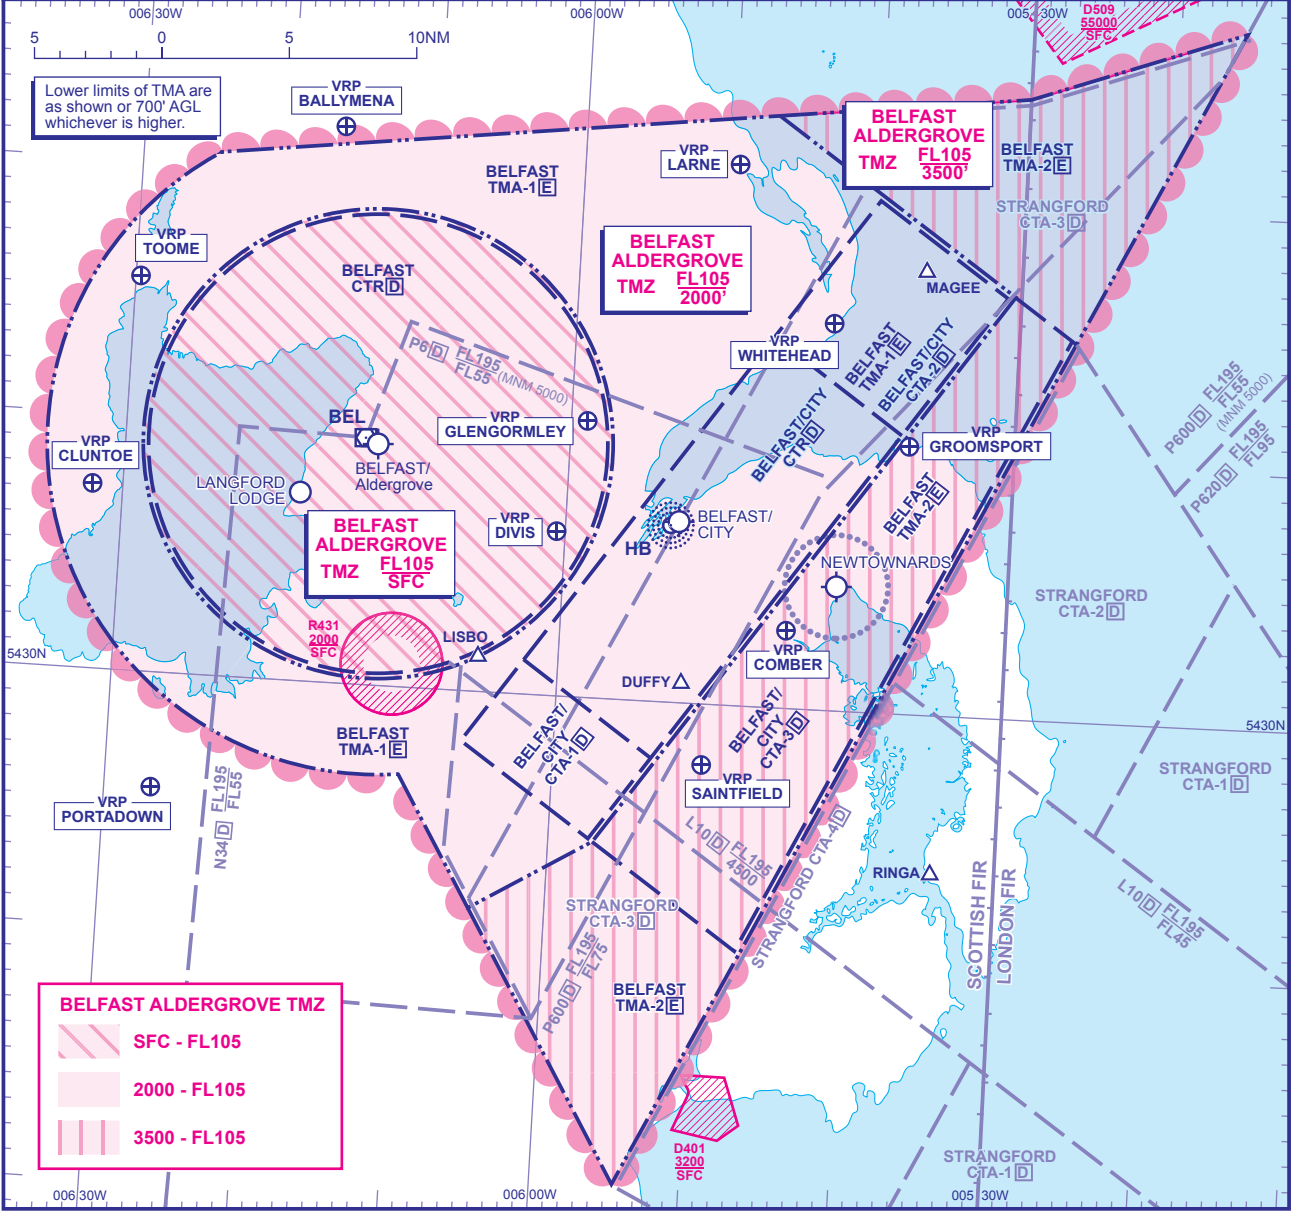 006 30W
006 00W
005 30W
D509
55000
SFC
5
0
5
10NM
Lower limits of TMA are
as shown or 700' AGL
whichever is higher.
VRP
BALLYMENA
BELFAST
TMA-1 E
VRP
LARNE
BELFAST
ALDERGROVE
TMZ FL105
3500'
BELFAST
TMA-2 E
STRANGFORD
CTA-3 D
VRP
TOOME
BELFAST
CTR D
BELFAST
ALDERGROVE
TMZ FL105
2000'
MAGEE
VRP
WHITEHEAD
BELFAST
TMA-1 E
BELFAST/CITY
CTA-2 D
BELFAST/CITY
CTR D
P6 D FL195
FL55 (MNM 5000)
P600 D FL195
FL55
(MNM 5000)
P620 D FL195
FL95
BEL
VRP
GLENGORMLEY
VRP
CLUNTOE
BELFAST/
Aldergrove
LANGFORD
LODGE
VRP
GROOMSPORT
BELFAST
TMA-2 E
BELFAST
ALDERGROVE
TMZ FL105
SFC
VRP
DIVIS
HB
BELFAST/
CITY
NEWTOWNARDS
STRANGFORD
CTA-2 D
R431
2000
SFC
LISBO
VRP
COMBER
5430N
DUFFY
5430N
BELFAST
TMA-1 E
BELFAST/
CITY
CTA-1 D
BELFAST/
CITY
CTA-3 D
VRP
SAINTFIELD
STRANGFORD
CTA-1 D
VRP
PORTADOWN
N34 D FL195
FL55
L10 D FL195
4500
STRANGFORD CTA-4 D
RINGA
SCOTTISH FIR
LONDON FIR
L10 D FL195
FL45
STRANGFORD
CTA-3 D
P600 D FL195
FL75
BELFAST
TMA-2 E
BELFAST ALDERGROVE TMZ
SFC - FL105
2000 - FL105
3500 - FL105
D401
3200
SFC
STRANGFORD
CTA-1 D
006 30W
006 00W
005 30W